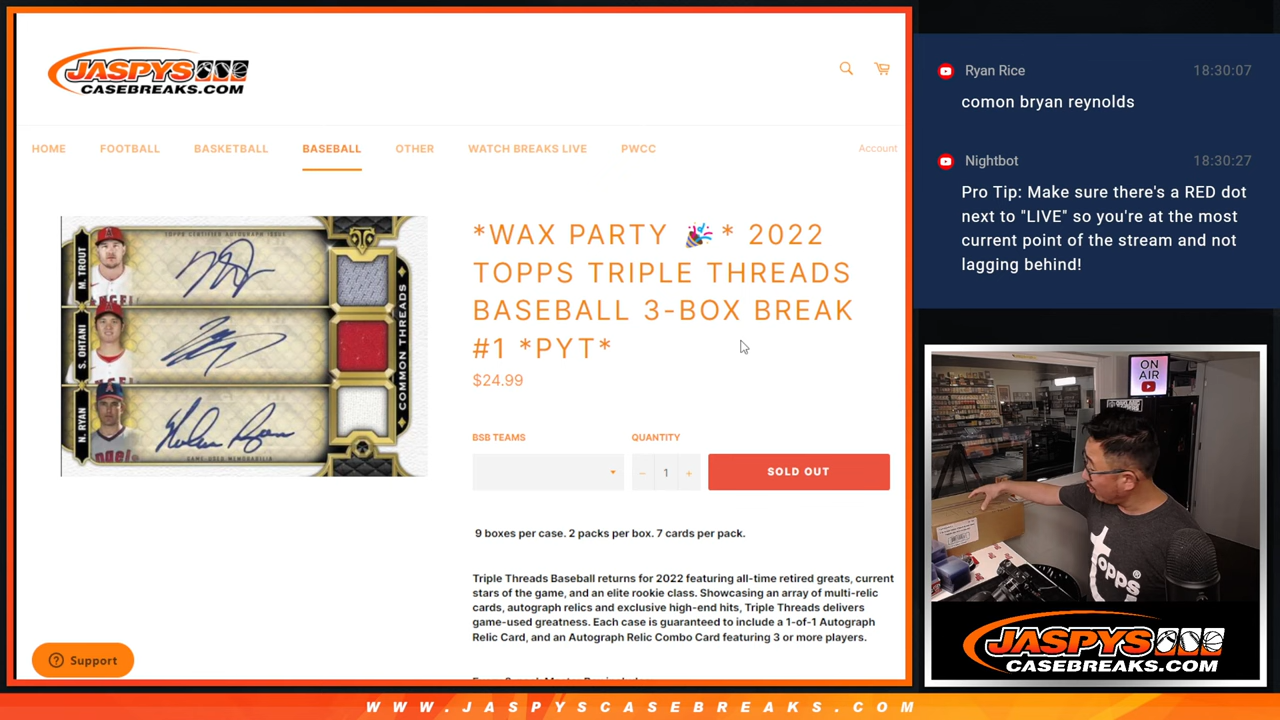 JASPYS
CASEBREAKS.COM
HOME FOOTBALL BASKETBALL BASEBALL OTHER WATCH BREAKS LIVE PWCC Account
TOPPS CERTIFIED AUTOGRAPH ISSUE
M. TROUT
S. OHTANI
N. RYAN
COMMON THREADS
GAME-USED MEMORABILIA
*WAX PARTY 🎉* 2022
TOPPS TRIPLE THREADS
BASEBALL 3-BOX BREAK
#1 *PYT*
$24.99
BSB TEAMS QUANTITY
− 1 + SOLD OUT
9 boxes per case. 2 packs per box. 7 cards per pack.
Triple Threads Baseball returns for 2022 featuring all-time retired greats, current
stars of the game, and an elite rookie class. Showcasing an array of multi-relic
cards, autograph relics and exclusive high-end hits, Triple Threads delivers
game-used greatness. Each case is guaranteed to include a 1-of-1 Autograph
Relic Card, and an Autograph Relic Combo Card featuring 3 or more players.
Support
Ryan Rice 18:30:07
comon bryan reynolds
Nightbot 18:30:27
Pro Tip: Make sure there's a RED dot
next to "LIVE" so you're at the most
current point of the stream and not
lagging behind!
ON
AIR
topps
JASPYS
CASEBREAKS.COM
WWW.JASPYSCASEBREAKS.COM